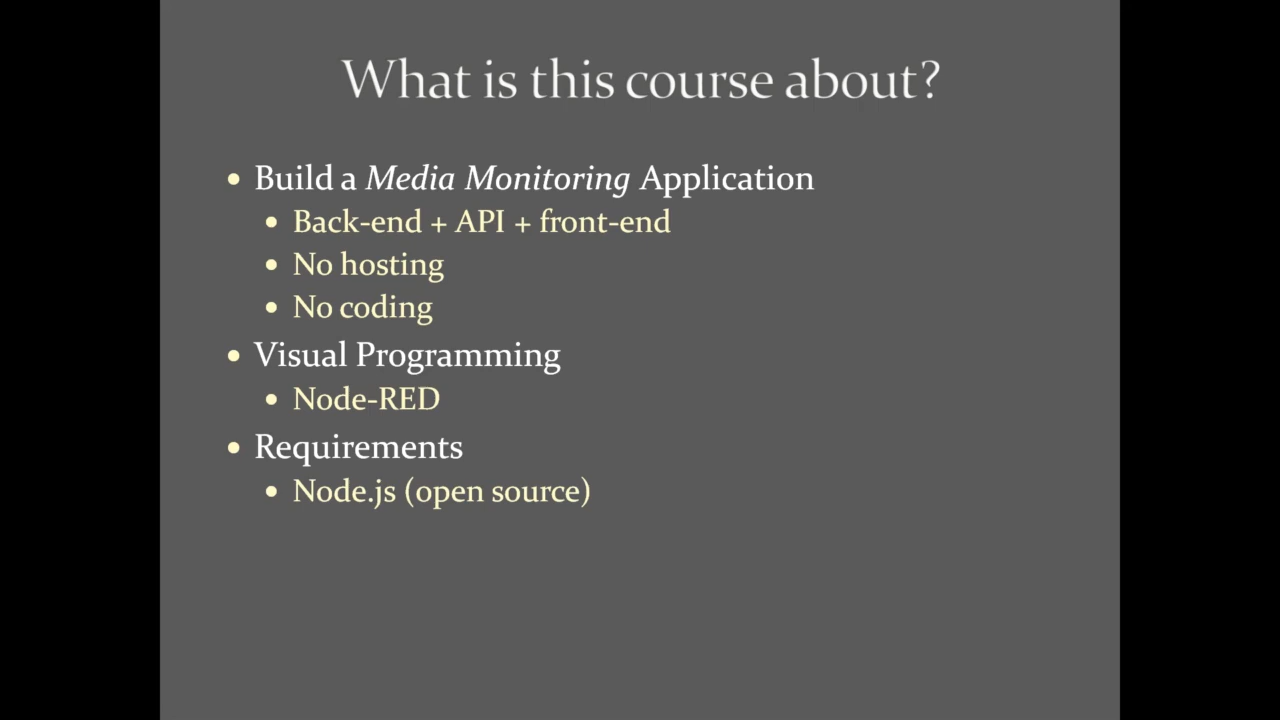 What is this course about?
• Build a Media Monitoring Application
• Back-end + API + front-end
• No hosting
• No coding
• Visual Programming
• Node-RED
• Requirements
• Node.js (open source)